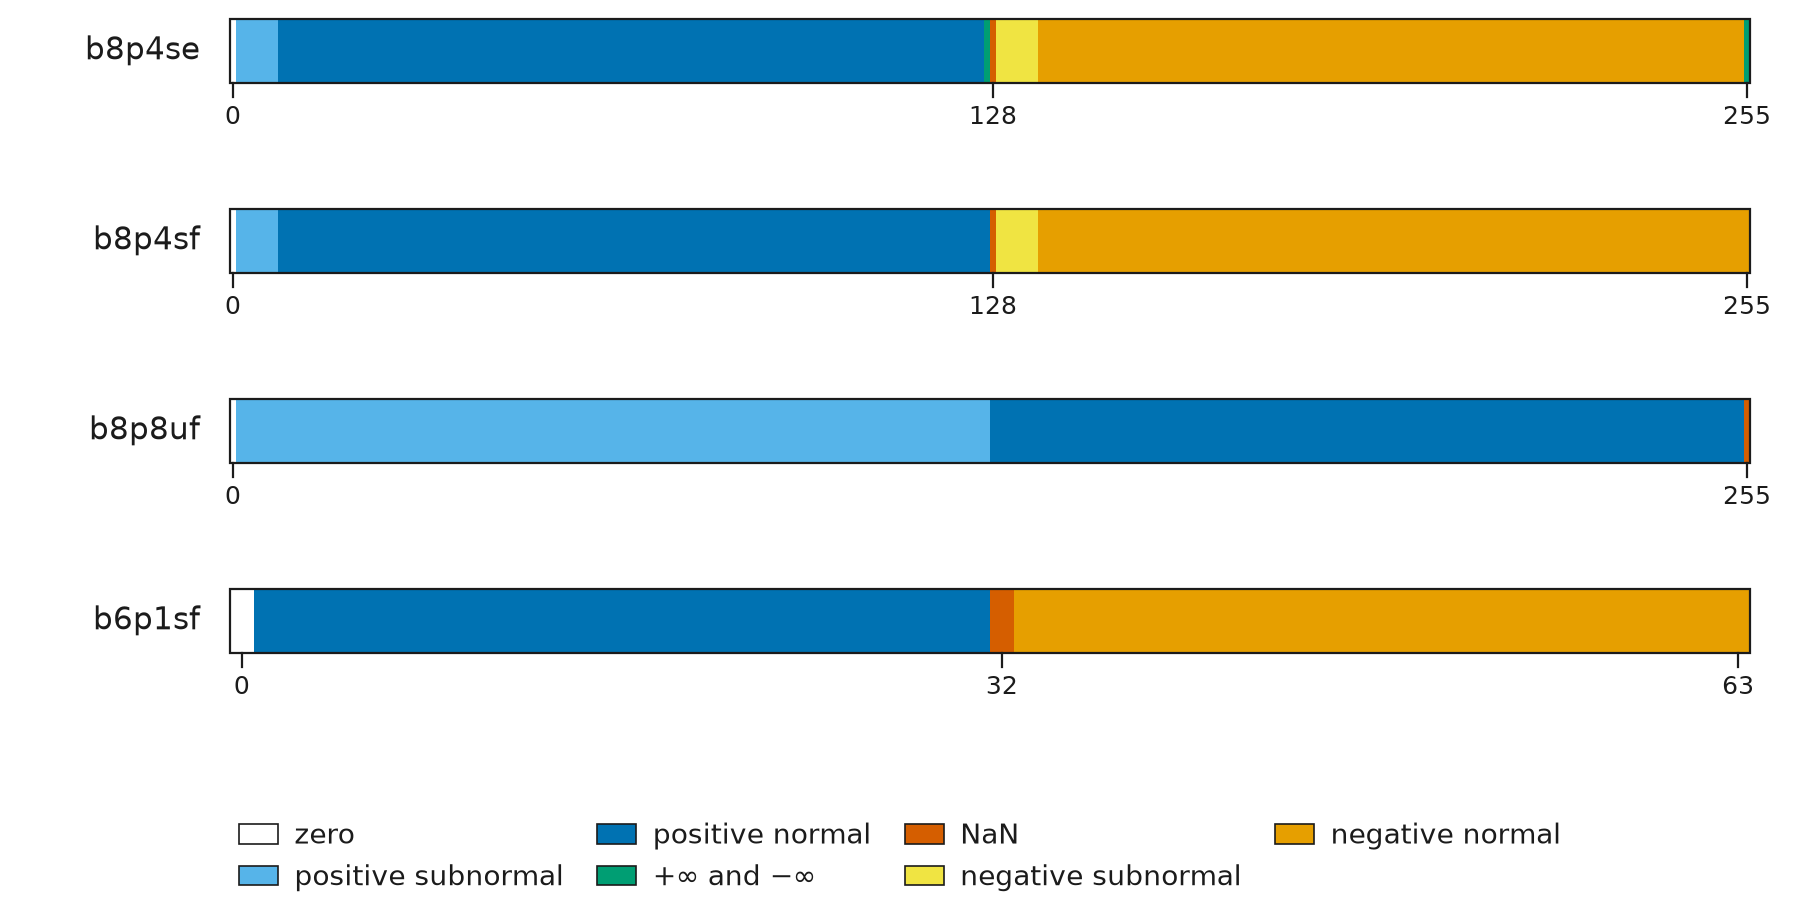 b8p4se
0 128 255
b8p4sf
0 128 255
b8p8uf
0 255
b6p1sf
0 32 63
zero positive normal NaN negative normal
positive subnormal +∞ and −∞ negative subnormal